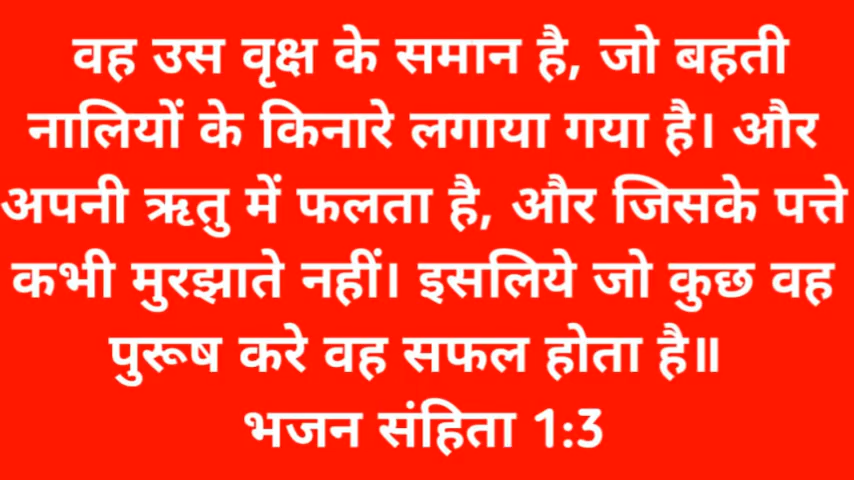 वह उस वृक्ष के समान है, जो बहती
नालियों के किनारे लगाया गया है। और
अपनी ऋतु में फलता है, और जिसके पत्ते
कभी मुरझाते नहीं। इसलिये जो कुछ वह
पुरूष करे वह सफल होता है॥
भजन संहिता 1:3